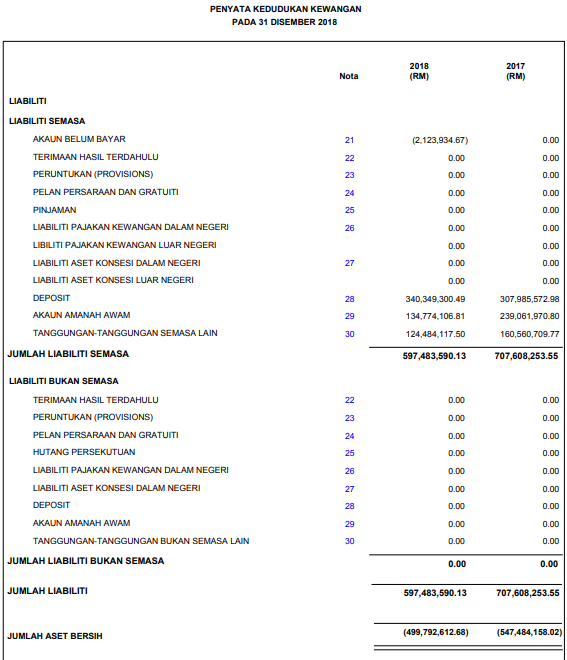 PENYATA KEDUDUKAN KEWANGAN
PADA 31 DISEMBER 2018
2018 2017
Nota (RM) (RM)
LIABILITI
LIABILITI SEMASA
AKAUN BELUM BAYAR 21 (2,123,934.67) 0.00
TERIMAAN HASIL TERDAHULU 22 0.00 0.00
PERUNTUKAN (PROVISIONS) 23 0.00 0.00
PELAN PERSARAAN DAN GRATUITI 24 0.00 0.00
PINJAMAN 25 0.00 0.00
LIABILITI PAJAKAN KEWANGAN DALAM NEGERI 26 0.00 0.00
LIBILITI PAJAKAN KEWANGAN LUAR NEGERI 0.00 0.00
LIABILITI ASET KONSESI DALAM NEGERI 27 0.00 0.00
LIABILITI ASET KONSESI LUAR NEGERI 0.00 0.00
DEPOSIT 28 340,349,300.49 307,985,572.98
AKAUN AMANAH AWAM 29 134,774,106.81 239,061,970.80
TANGGUNGAN-TANGGUNGAN SEMASA LAIN 30 124,484,117.50 160,560,709.77
JUMLAH LIABILITI SEMASA 597,483,590.13 707,608,253.55
LIABILITI BUKAN SEMASA
TERIMAAN HASIL TERDAHULU 22 0.00 0.00
PERUNTUKAN (PROVISIONS) 23 0.00 0.00
PELAN PERSARAAN DAN GRATUITI 24 0.00 0.00
HUTANG PERSEKUTUAN 25 0.00 0.00
LIABILITI PAJAKAN KEWANGAN DALAM NEGERI 26 0.00 0.00
LIABILITI ASET KONSESI DALAM NEGERI 27 0.00 0.00
DEPOSIT 28 0.00 0.00
AKAUN AMANAH AWAM 29 0.00 0.00
TANGGUNGAN-TANGGUNGAN BUKAN SEMASA LAIN 30 0.00 0.00
JUMLAH LIABILITI BUKAN SEMASA 0.00 0.00
JUMLAH LIABILITI 597,483,590.13 707,608,253.55
JUMLAH ASET BERSIH (499,792,612.68) (547,484,158.02)